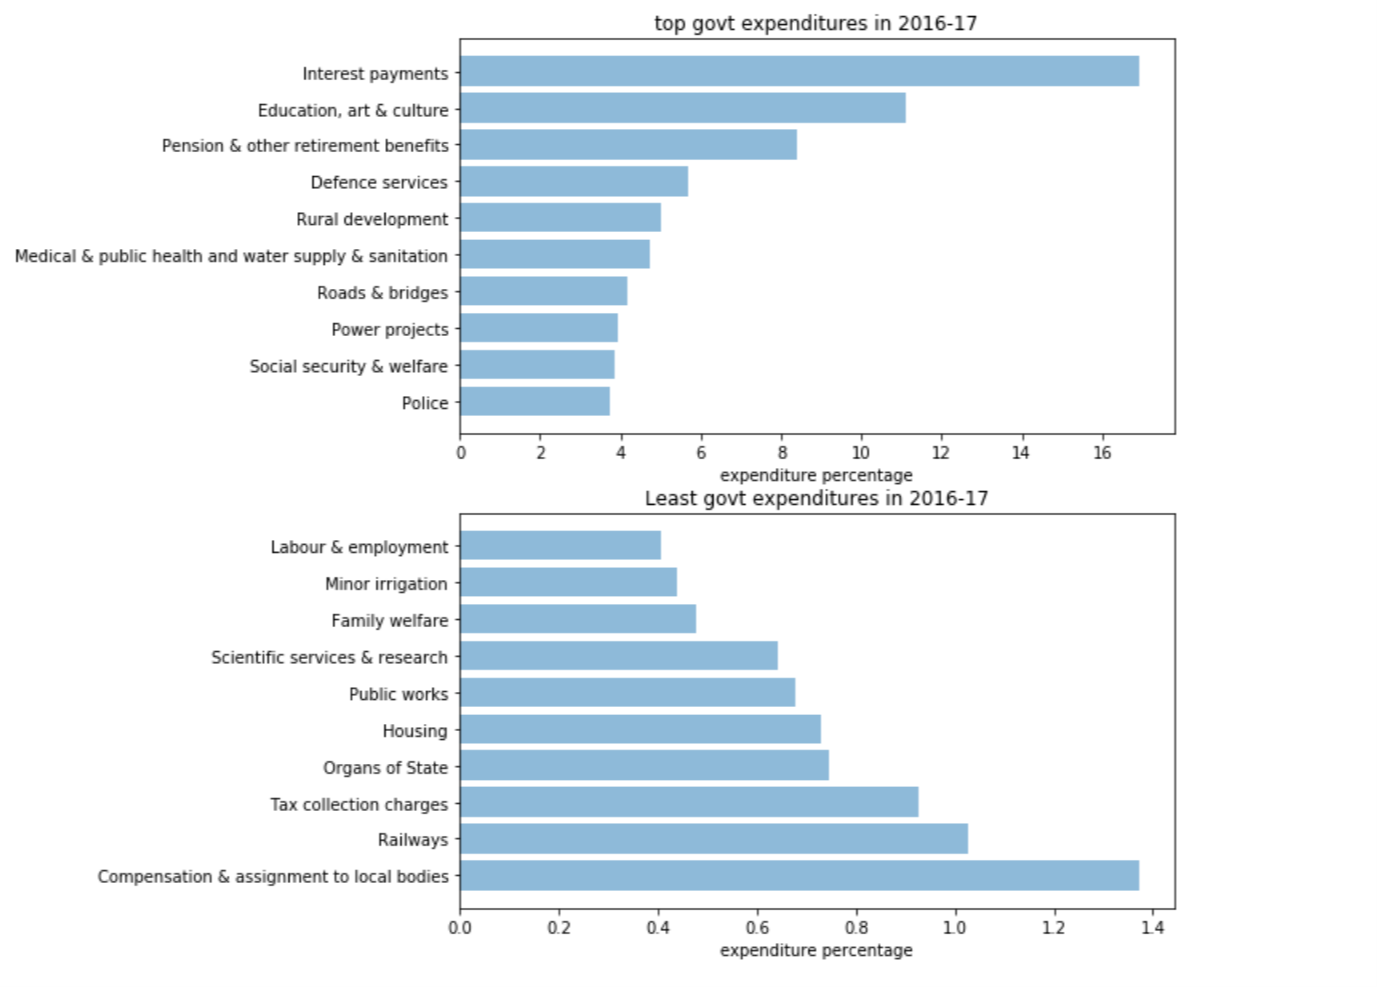 top govt expenditures in 2016-17
Interest payments
Education, art & culture
Pension & other retirement benefits
Defence services
Rural development
Medical & public health and water supply & sanitation
Roads & bridges
Power projects
Social security & welfare
Police
0 2 4 6 8 10 12 14 16
expenditure percentage
Least govt expenditures in 2016-17
Labour & employment
Minor irrigation
Family welfare
Scientific services & research
Public works
Housing
Organs of State
Tax collection charges
Railways
Compensation & assignment to local bodies
0.0 0.2 0.4 0.6 0.8 1.0 1.2 1.4
expenditure percentage